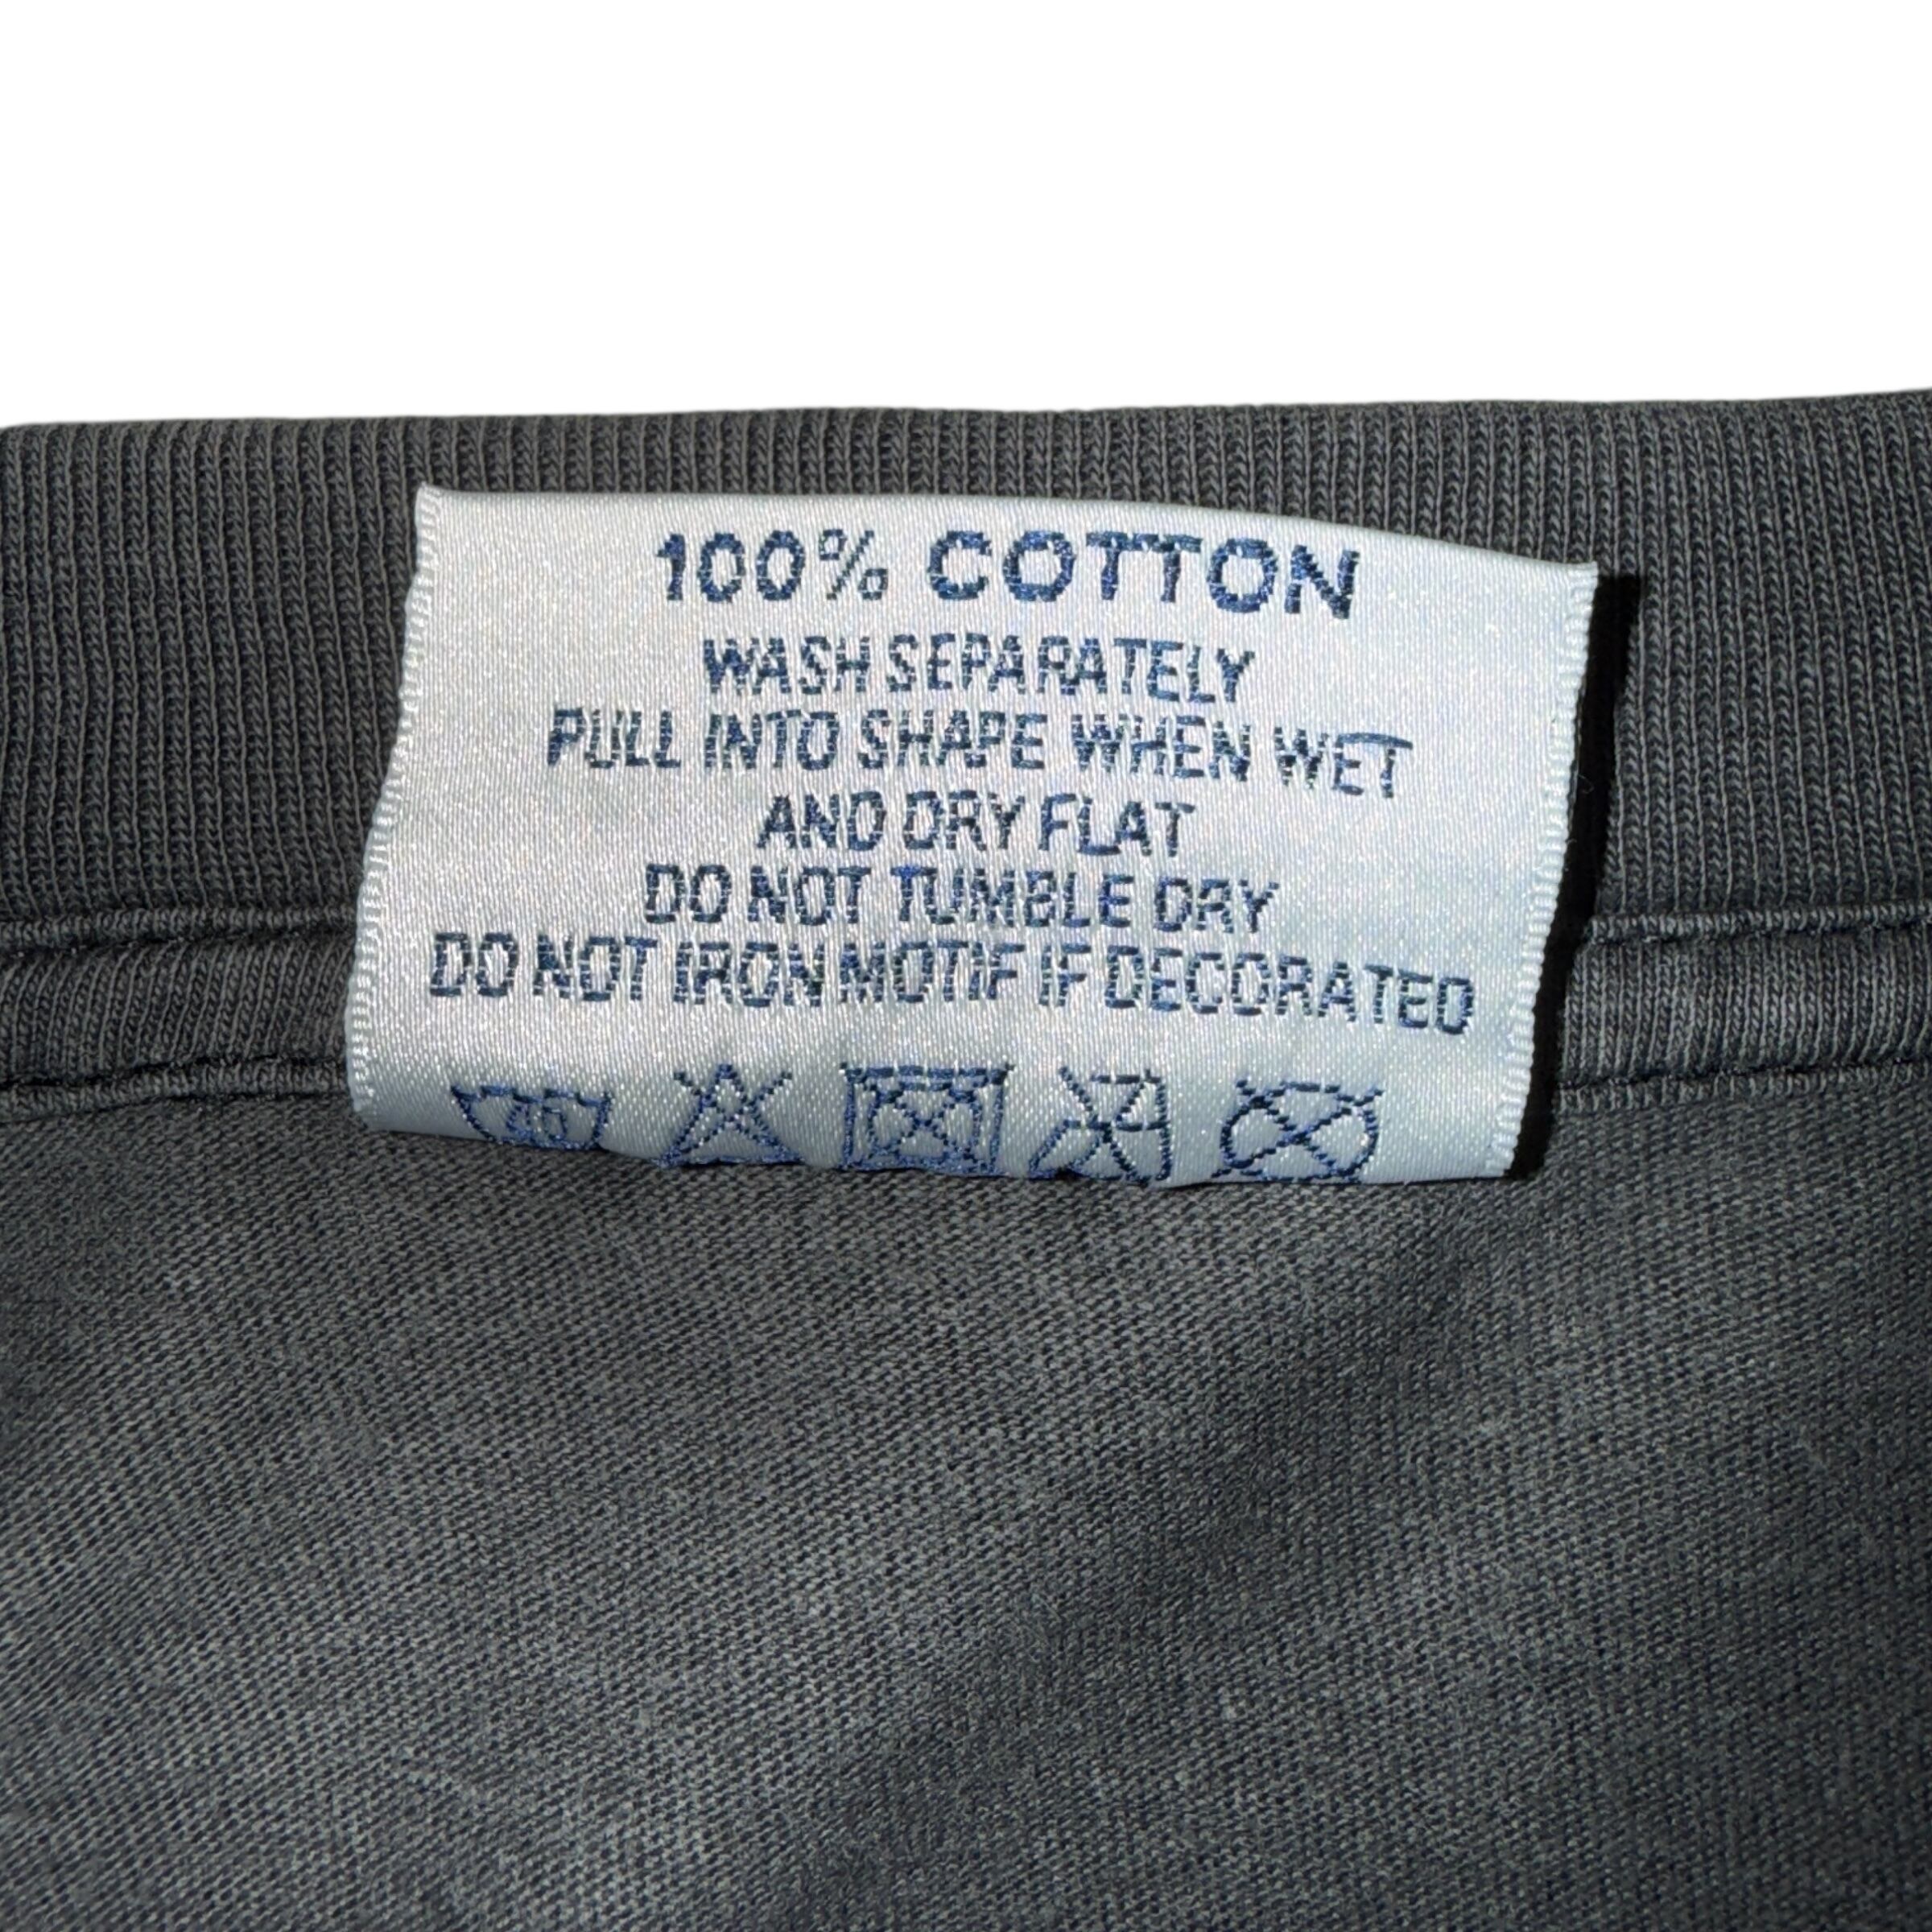 100% COTTON
WASH SEPARATELY
PULL INTO SHAPE WHEN WET
AND DRY FLAT
DO NOT TUMBLE DRY
DO NOT IRON MOTIF IF DECORATED